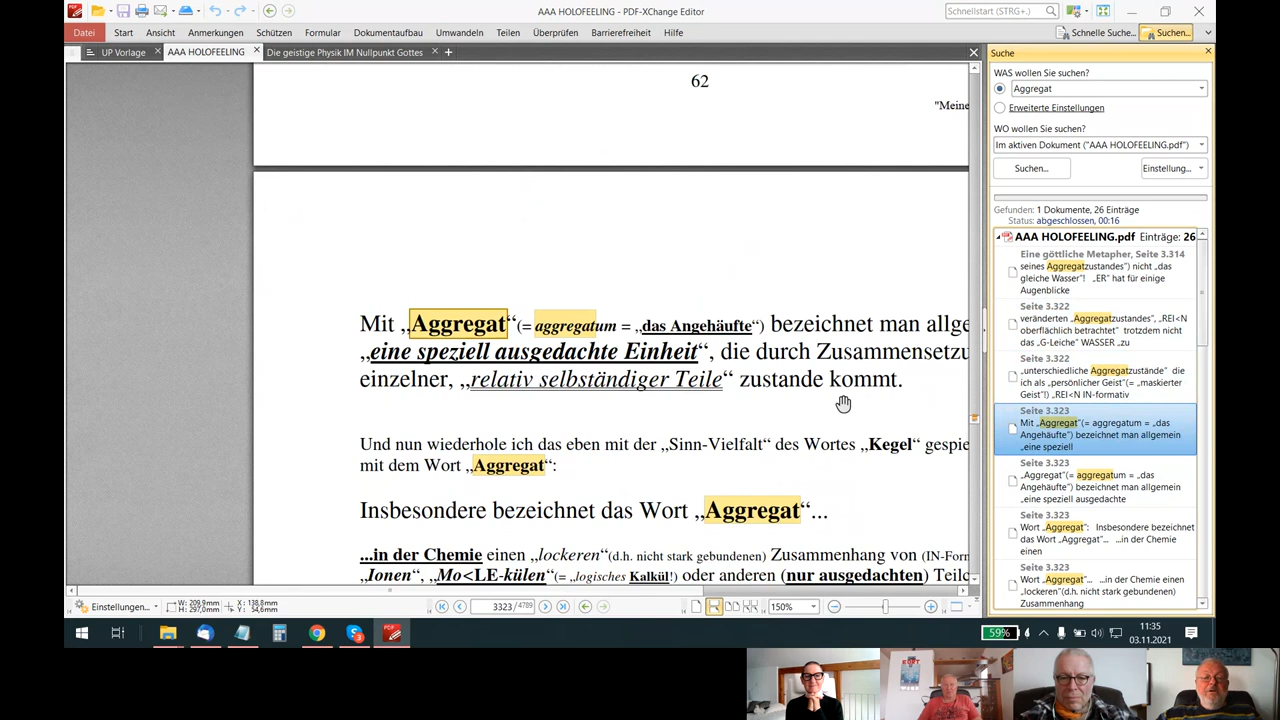 AAA HOLOFEELING - PDF-XChange Editor
Schnellstart (STRG+.)
Datei Start Ansicht Anmerkungen Schützen Formular Dokumentaufbau Umwandeln Teilen Überprüfen Barrierefreiheit Hilfe
Schnelle Suche... Suchen...
UP Vorlage AAA HOLOFEELING Die geistige Physik IM Nullpunkt Gottes
62
"Meine
Mit „Aggregat“(= aggregatum = „das Angehäufte“) bezeichnet man allge
„eine speziell ausgedachte Einheit“, die durch Zusammensetzu
einzelner, „relativ selbständiger Teile“ zustande kommt.
Und nun wiederhole ich das eben mit der „Sinn-Vielfalt“ des Wortes „Kegel“ gespie
mit dem Wort „Aggregat“:
Insbesondere bezeichnet das Wort „Aggregat“...
...in der Chemie einen „lockeren“(d.h. nicht stark gebundenen) Zusammenhang von (IN-Form
„Ionen“, „Mo<LE-külen“(= „logisches Kalkül!) oder anderen (nur ausgedachten) Teilc
Suche
WAS wollen Sie suchen?
Aggregat
Erweiterte Einstellungen
WO wollen Sie suchen?
Im aktiven Dokument ("AAA HOLOFEELING.pdf")
Suchen... Einstellung...
Gefunden: 1 Dokumente, 26 Einträge
Status: abgeschlossen, 00:16
AAA HOLOFEELING.pdf Einträge: 26
Eine göttliche Metapher, Seite 3.314
seines Aggregatzustandes“) nicht „das
gleiche Wasser“! „ER“ hat für einige
Augenblicke
Seite 3.322
veränderten „Aggregatzustandes“, „REI<N
oberflächlich betrachtet“ trotzdem nicht
das „G-Leiche“ WASSER „zu
Seite 3.322
„unterschiedliche Aggregatzustände“ die
ich als „persönlicher Geist“(= „maskierter
Geist“!) „REI<N IN-formativ
Seite 3.323
Mit „Aggregat“(= aggregatum = „das
Angehäufte“) bezeichnet man allgemein
„eine speziell
Seite 3.323
„Aggregat“(= aggregatum = „das
Angehäufte“) bezeichnet man allgemein
„eine speziell ausgedachte
Seite 3.323
Wort „Aggregat“: Insbesondere bezeichnet
das Wort „Aggregat“... ...in der Chemie
einen
Seite 3.323
Wort „Aggregat“... ...in der Chemie einen
„lockeren“(d.h. nicht stark gebundenen)
Zusammenhang
Einstellungen... W: 209,9mm X: 138,8mm
H: 297,0mm Y: 54,6mm
3323 / 4789
150%
59%
11:35
03.11.2021